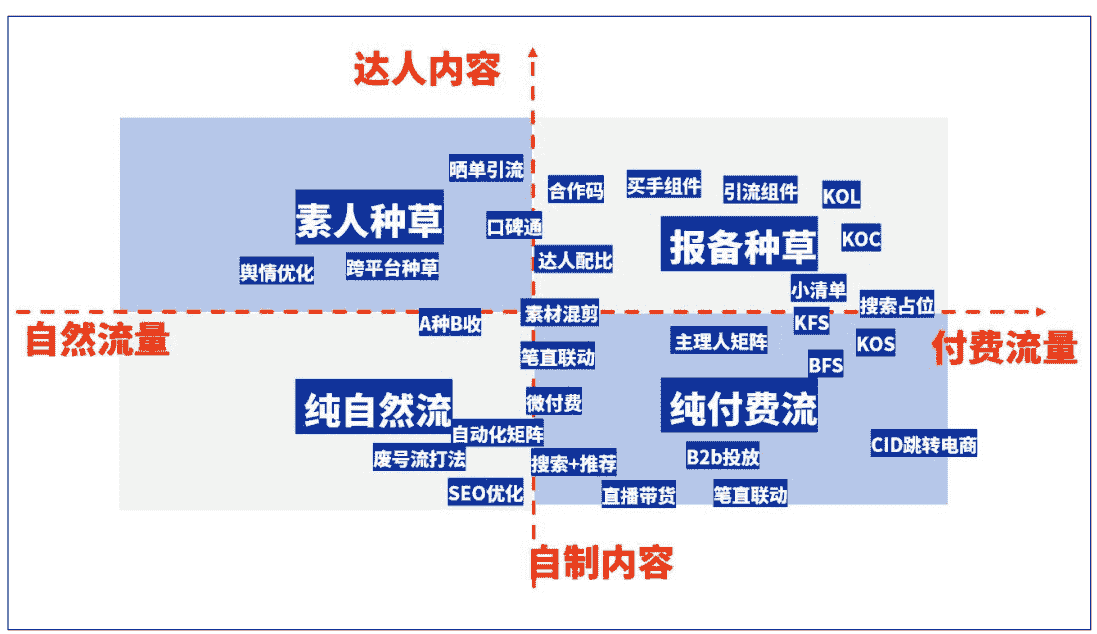 达人内容
晒单引流
合作码
买手组件
引流组件
KOL
素人种草
口碑通
报备种草
KOC
达人配比
舆情优化
跨平台种草
小清单
搜索占位
A种B收
素材混剪
KFS
自然流量
主理人矩阵
KOS
付费流量
笔直联动
BFS
纯自然流
微付费
纯付费流
自动化矩阵
废号流打法
搜索+推荐
B2b投放
CID跳转电商
SEO优化
直播带货
笔直联动
自制内容